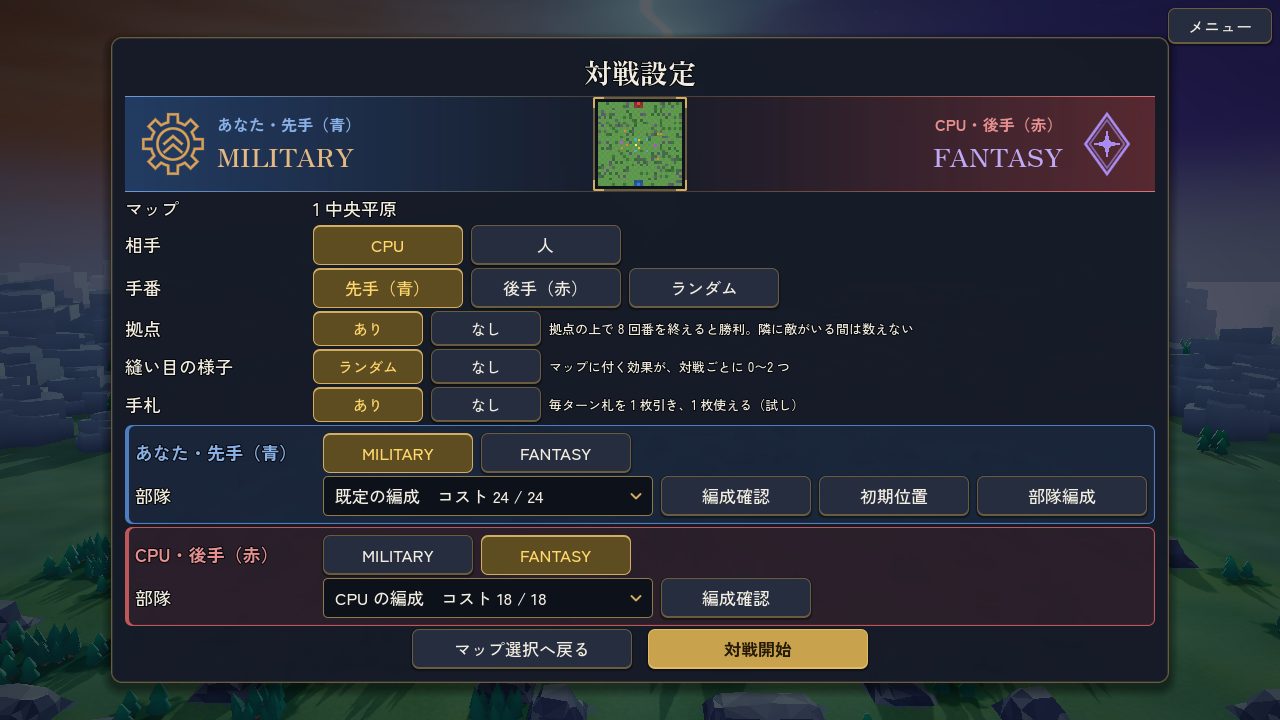 メニュー
対戦設定
あなた・先手（青）
MILITARY
CPU・後手（赤）
FANTASY
マップ 1 中央平原
相手 CPU 人
手番 先手（青） 後手（赤） ランダム
拠点 あり なし 拠点の上で 8 回番を終えると勝利。隣に敵がいる間は数えない
縫い目の様子 ランダム なし マップに付く効果が、対戦ごとに 0〜2 つ
手札 あり なし 毎ターン札を 1 枚引き、1 枚使える（試し）
あなた・先手（青） MILITARY FANTASY
部隊 既定の編成 コスト 24 / 24 編成確認 初期位置 部隊編成
CPU・後手（赤） MILITARY FANTASY
部隊 CPU の編成 コスト 18 / 18 編成確認
マップ選択へ戻る 対戦開始